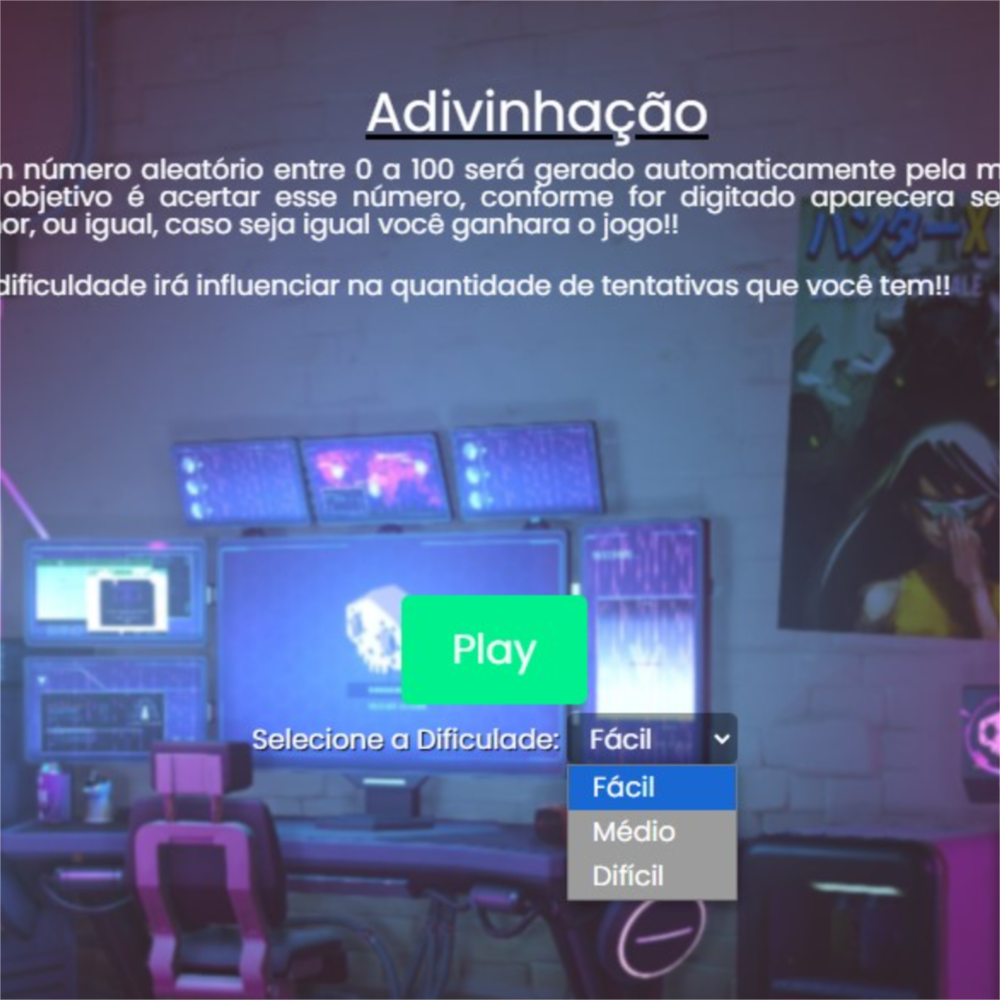 Adivinhação
número aleatório entre 0 a 100 será gerado automaticamente pela
objetivo é acertar esse número, conforme for digitado aparecera
ou igual, caso seja igual você ganhara o jogo!!
dificuldade irá influenciar na quantidade de tentativas que você tem!!
ハンターX
Play
Selecione a Dificulade: Fácil
Fácil
Médio
Difícil